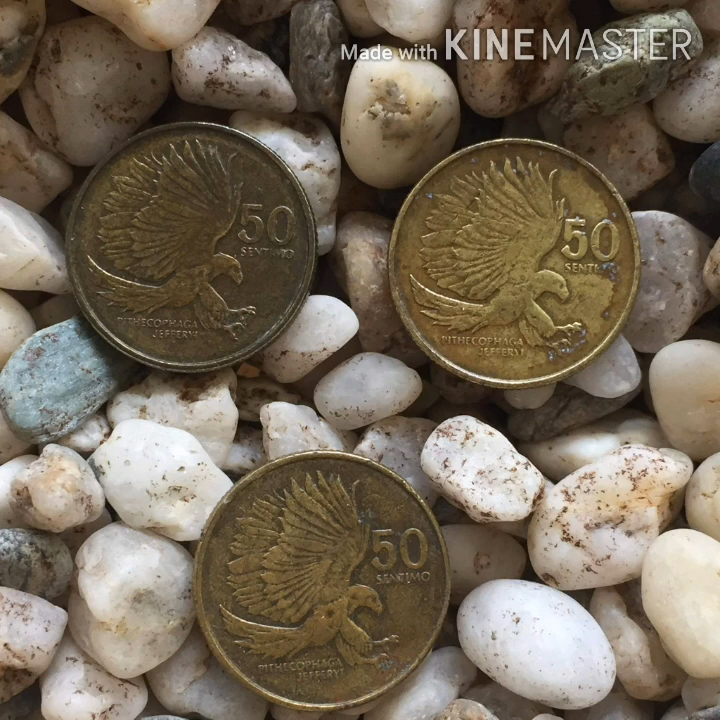 Made with KINEMASTER
50
SENTIMO
PITHECOPHAGA
JEFFERYI
50
SENTIMO
PITHECOPHAGA
JEFFERYI
50
SENTIMO
PITHECOPHAGA
JEFFERYI